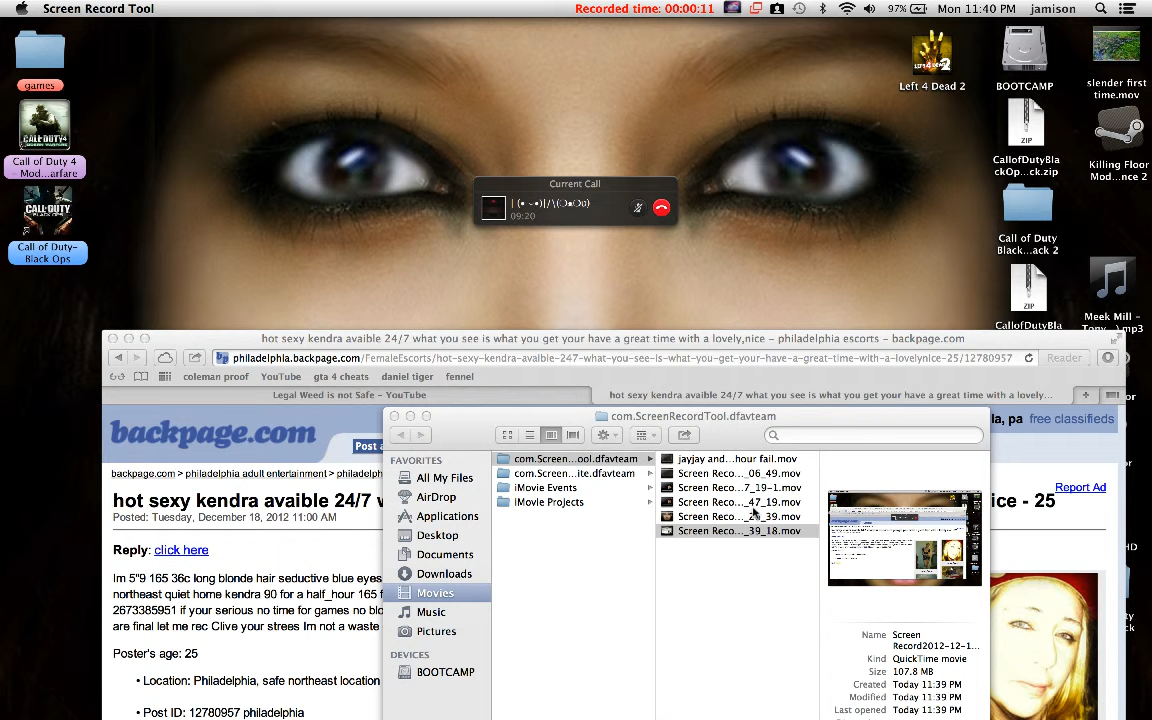 Screen Record Tool
Recorded time: 00:00:11
97%
Mon 11:40 PM
jamison
games
Call of Duty 4
- Mod...arfare
Call of Duty-
Black Ops
Left 4 Dead 2
BOOTCAMP
slender first
time.mov
ZIP
CallofDutyBla
ckOp...ck.zip
Killing Floor
Mod...nce 2
Call of Duty
Black...ack 2
ZIP
CallofDutyBla
Meek Mill -
Current Call
09:20
hot sexy kendra avaible 24/7 what you see is what you get your have a great time with a lovely,nice – philadelphia escorts – backpage.com
philadelphia.backpage.com/FemaleEscorts/hot-sexy-kendra-avaible-247-what-you-see-is-what-you-get-your-have-a-great-time-with-a-lovelynice-25/12780957
Reader
coleman proof
YouTube
gta 4 cheats
daniel tiger
fennel
Legal Weed is not Safe – YouTube
hot sexy kendra avaible 24/7 what you see is what you get your have a great time with a lovely...
backpage.com
Post a
la, pa free classifieds
backpage.com > philadelphia adult entertainment > philadelp
Report Ad
hot sexy kendra avaible 24/7
nice - 25
Posted: Tuesday, December 18, 2012 11:00 AM
Reply: click here
Im 5"9 165 36c long blonde hair seductive blue eyes
northeast quiet home kendra 90 for a half_hour 165 f
2673385951 if your serious no time for games no blo
are final let me rec Clive your strees Im not a waste
Poster's age: 25
• Location: Philadelphia, safe northeast location
• Post ID: 12780957 philadelphia
com.ScreenRecordTool.dfavteam
FAVORITES
All My Files
AirDrop
Applications
Desktop
Documents
Downloads
Movies
Music
Pictures
DEVICES
BOOTCAMP
com.Screen...ool.dfavteam
com.Screen...ite.dfavteam
iMovie Events
iMovie Projects
jayjay and...hour fail.mov
Screen Reco..._06_49.mov
Screen Reco...7_19-1.mov
Screen Reco..._47_19.mov
Screen Reco..._39_18.mov
Name Screen
Record2012-12-1...
Kind QuickTime movie
Size 107.8 MB
Created Today 11:39 PM
Modified Today 11:39 PM
Last opened Today 11:39 PM